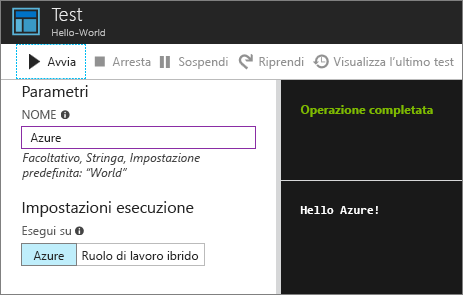 Test
Hello-World
Avvia Arresta Sospendi Riprendi Visualizza l'ultimo test
Parametri
NOME
Azure
Facoltativo, Stringa, Impostazione
predefinita: “World”
Impostazioni esecuzione
Esegui su
Azure Ruolo di lavoro ibrido
Operazione completata
Hello Azure!